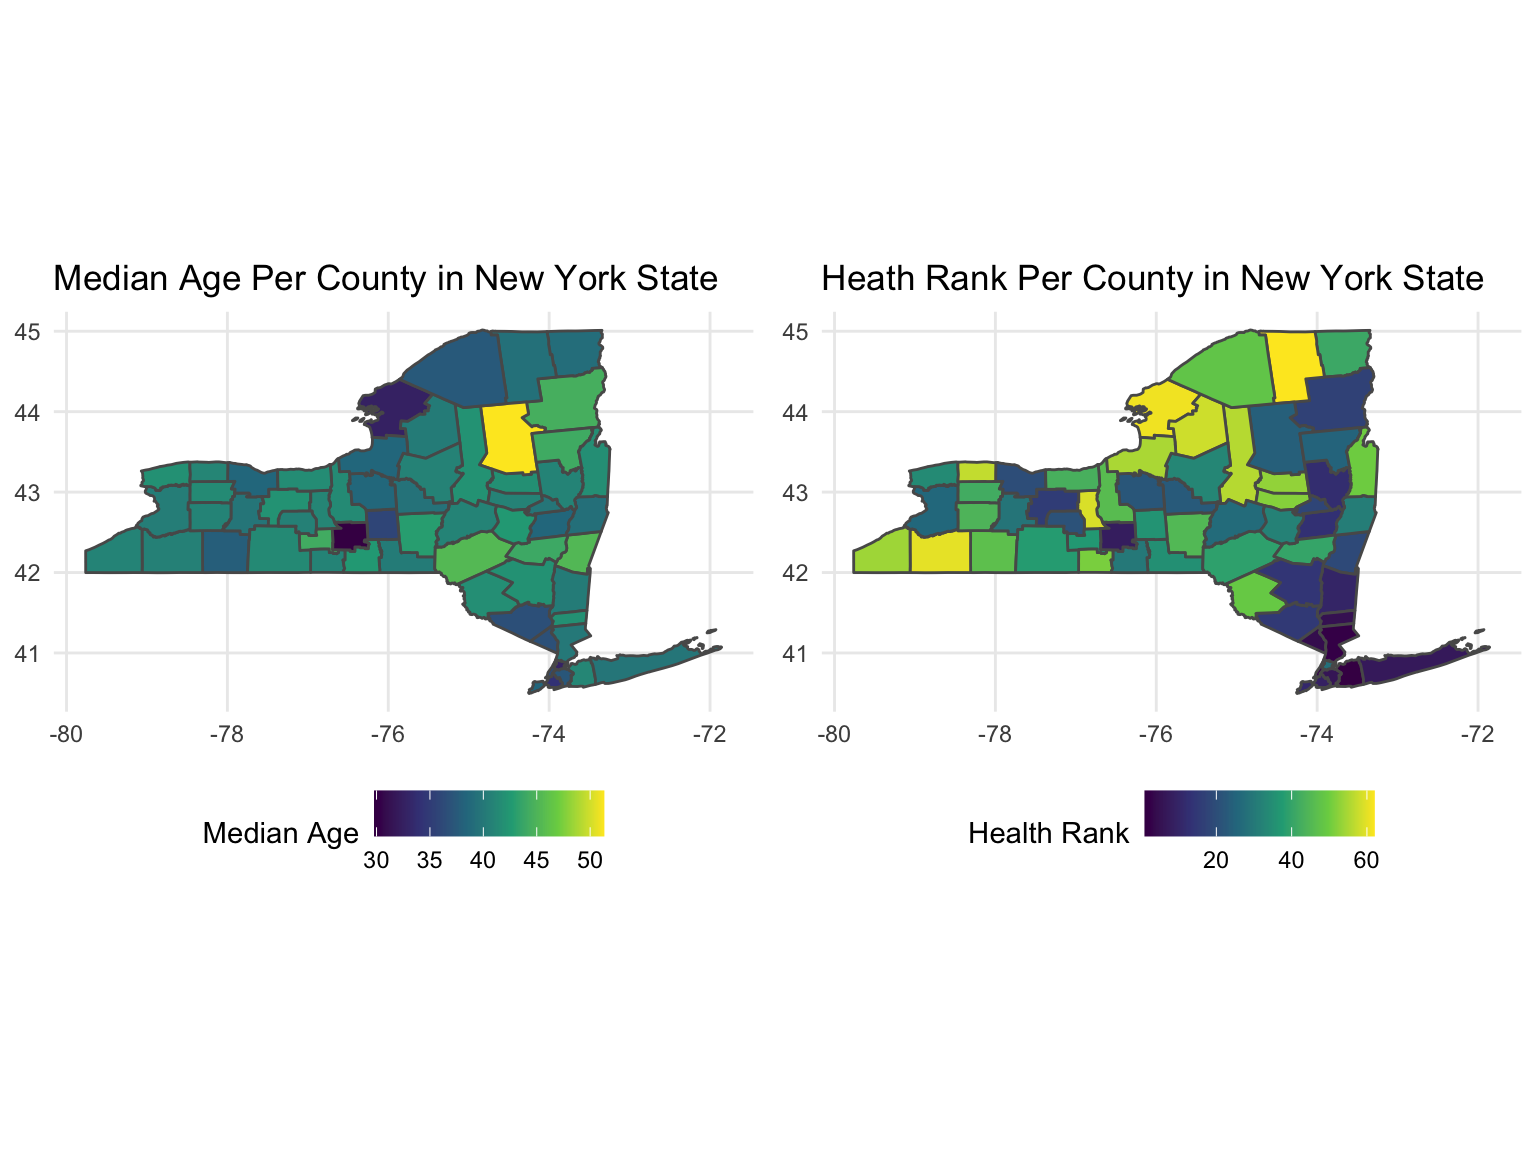 Median Age Per County in New York State
45
44
43
42
41
-80 -78 -76 -74 -72
Median Age
30 35 40 45 50
Heath Rank Per County in New York State
45
44
43
42
41
-80 -78 -76 -74 -72
Health Rank
20 40 60